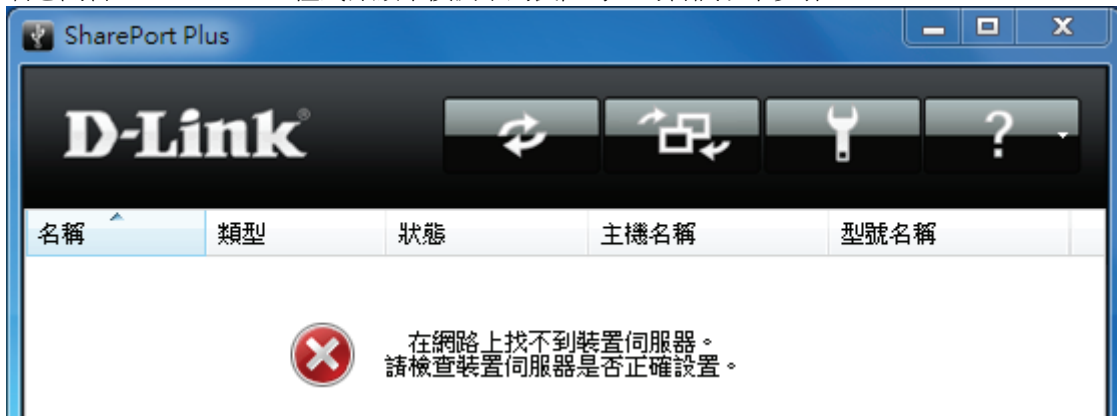 SharePort Plus
D-Link®
?
名稱 類型 狀態 主機名稱 型號名稱
在網路上找不到裝置伺服器。
請檢查裝置伺服器是否正確設置。